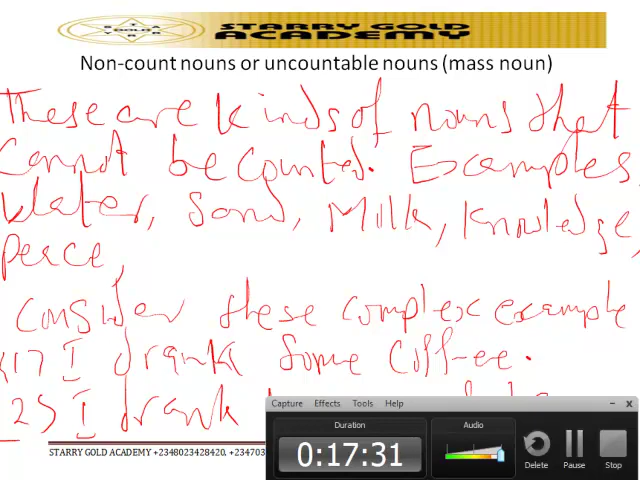 STARRY GOLD
ACADEMY
Non-count nouns or uncountable nouns (mass noun)
These are kinds of nouns that
Cannot be Counted. Examples
Water, Sand, Milk, Knowledge,
Peace
Consider these complex example
(1) I drank Some Coffee.
(2) I drank
Capture Effects Tools Help
Duration
Audio
0:17:31
Delete Pause Stop
STARRY GOLD ACADEMY +2348023428420. +234703